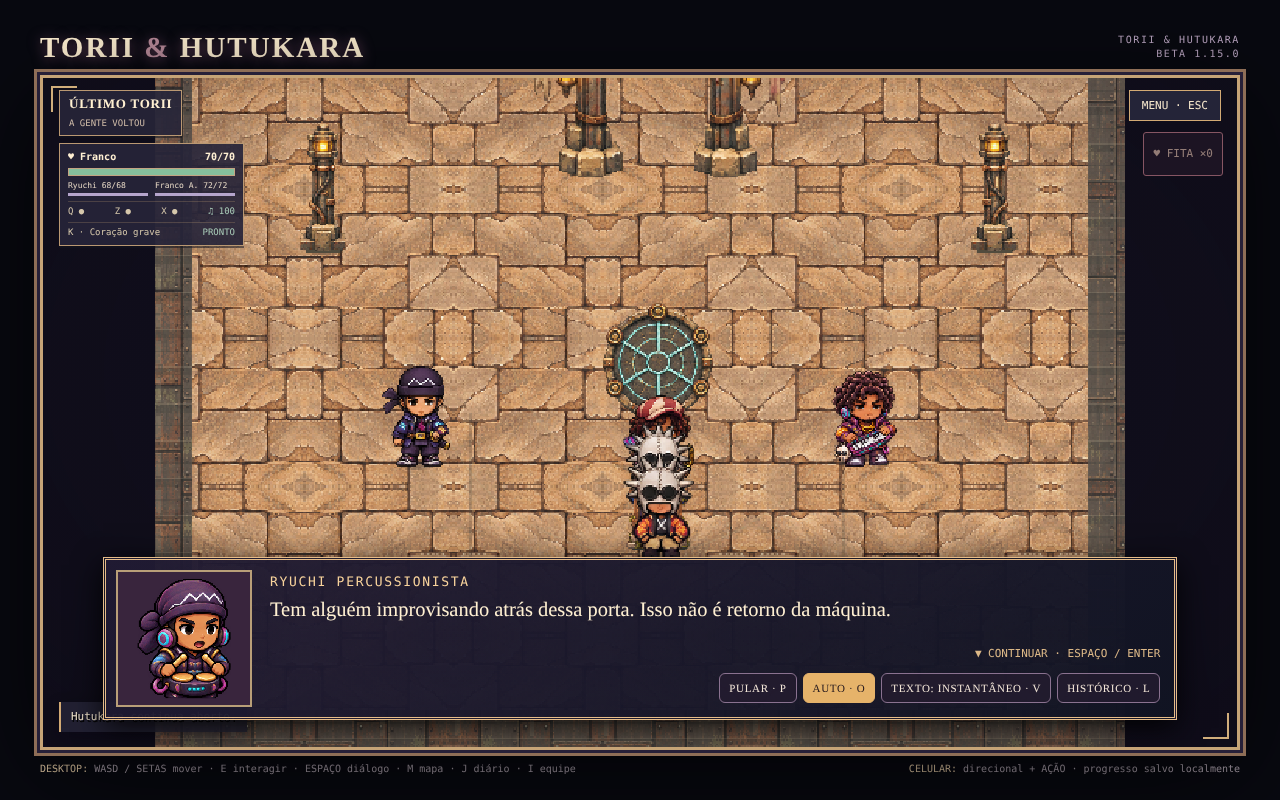 TORII & HUTUKARA
TORII & HUTUKARA
BETA 1.15.0
ÚLTIMO TORII
A GENTE VOLTOU
MENU · ESC
♥ FITA ×0
♥ Franco 70/70
Ryuchi 68/68 Franco A. 72/72
Q ● Z ● X ● ♫ 100
K · Coração grave PRONTO
RYUCHI PERCUSSIONISTA
Tem alguém improvisando atrás dessa porta. Isso não é retorno da máquina.
▼ CONTINUAR · ESPAÇO / ENTER
PULAR · P AUTO · O TEXTO: INSTANTÂNEO · V HISTÓRICO · L
DESKTOP: WASD / SETAS mover · E interagir · ESPAÇO diálogo · M mapa · J diário · I equipe
CELULAR: direcional + AÇÃO · progresso salvo localmente